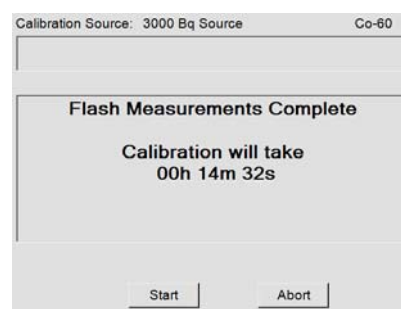 Calibration Source: 3000 Bq Source Co-60
Flash Measurements Complete
Calibration will take
00h 14m 32s
Start Abort